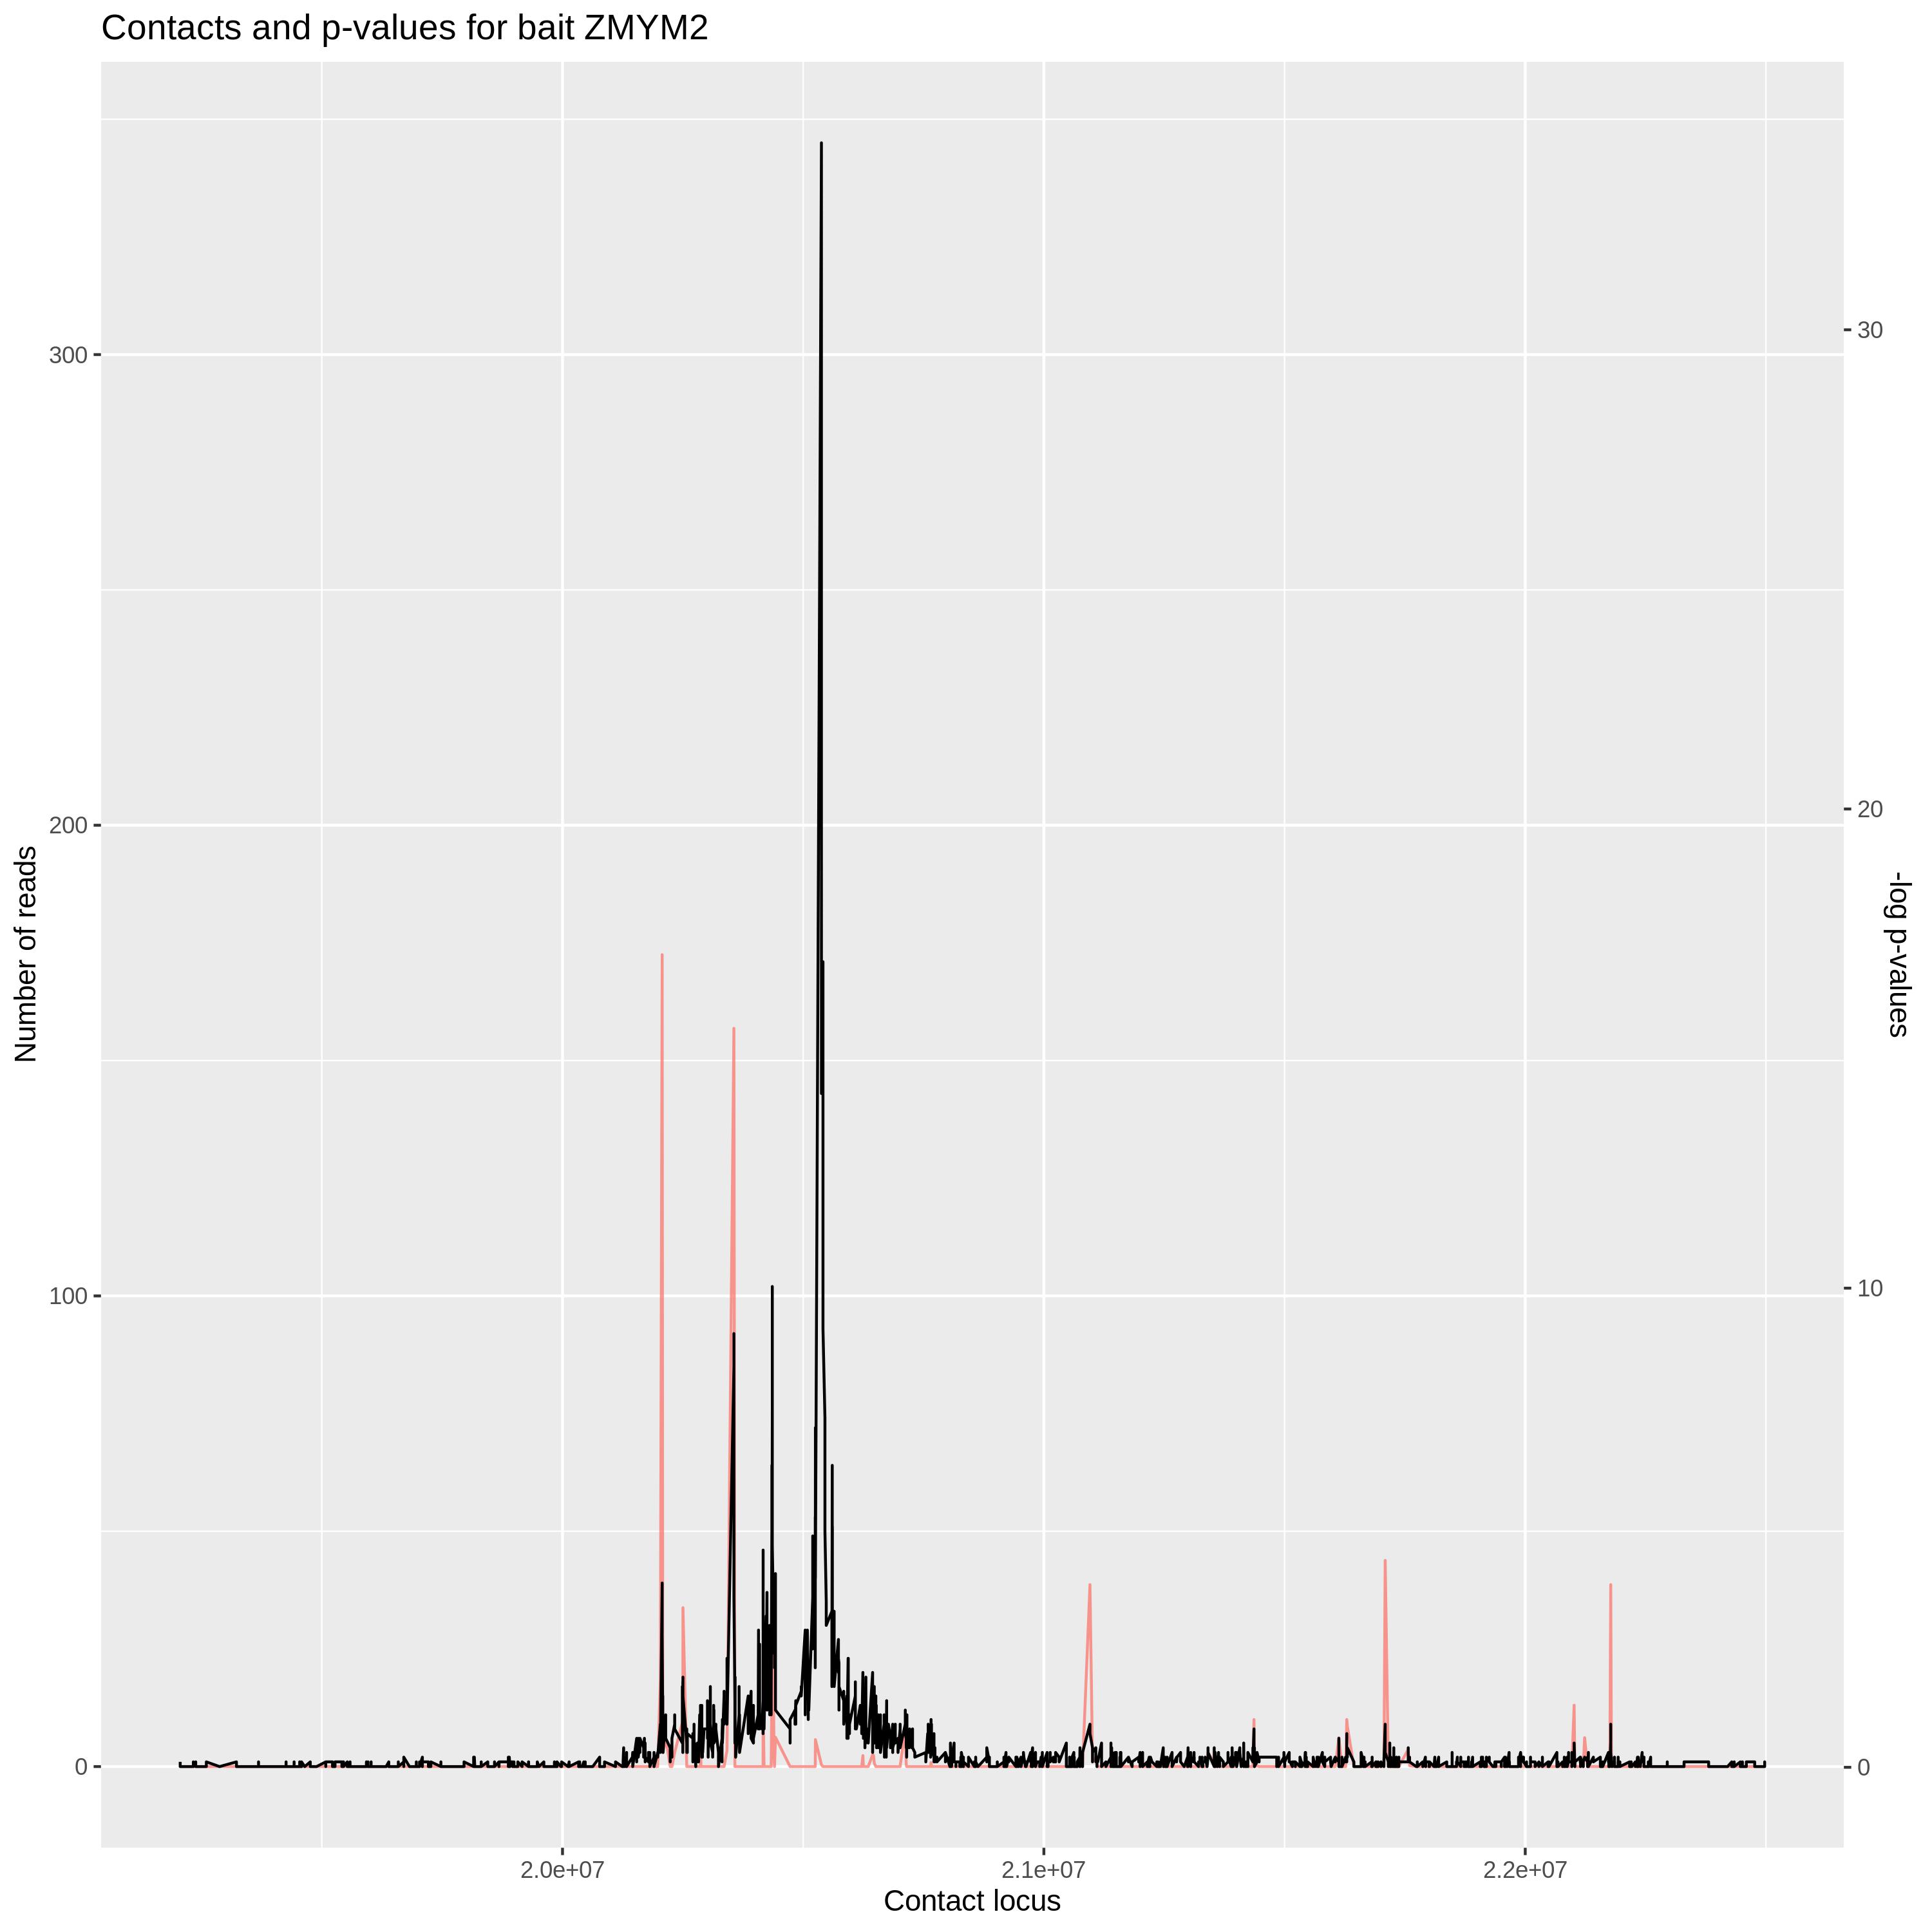 Contacts and p-values for bait ZMYM2
300
200
100
0
Number of reads
30
20
10
0
-log p-values
2.0e+07
2.1e+07
2.2e+07
Contact locus